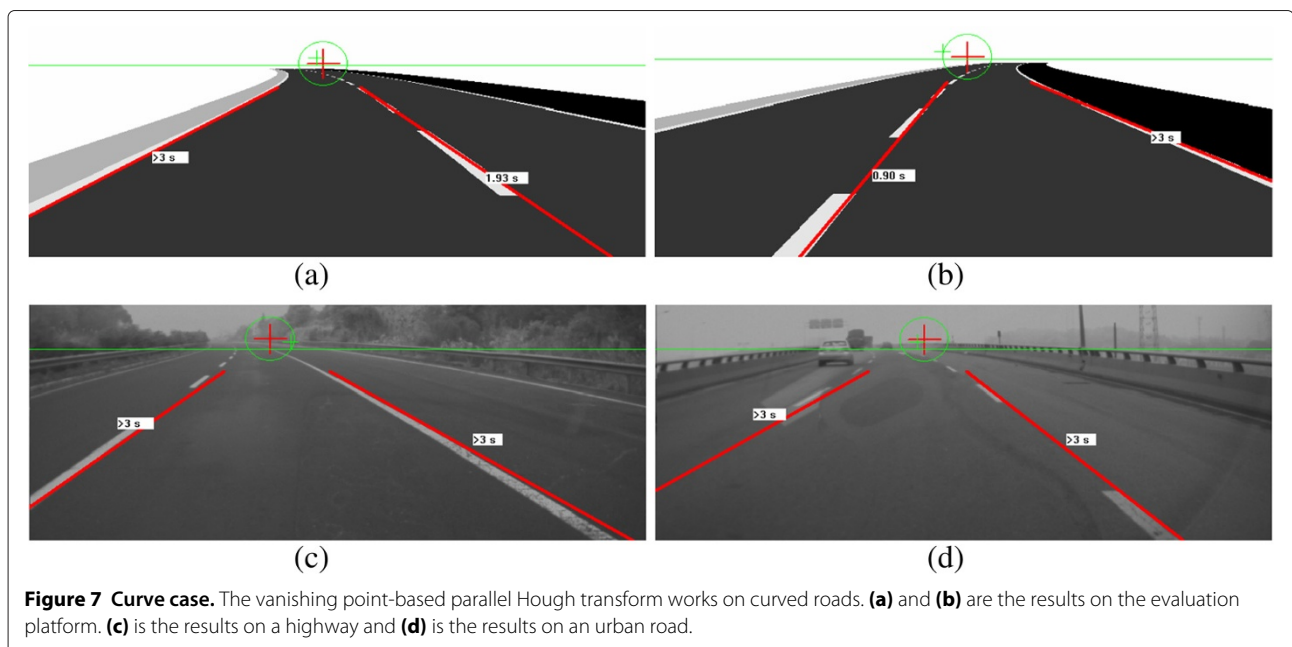 >3 s
1.93 s
0.90 s
>3 s
(a)
(b)
>3 s
>3 s
>3 s
>3 s
(c)
(d)
Figure 7 Curve case. The vanishing point-based parallel Hough transform works on curved roads. (a) and (b) are the results on the evaluation
platform. (c) is the results on a highway and (d) is the results on an urban road.